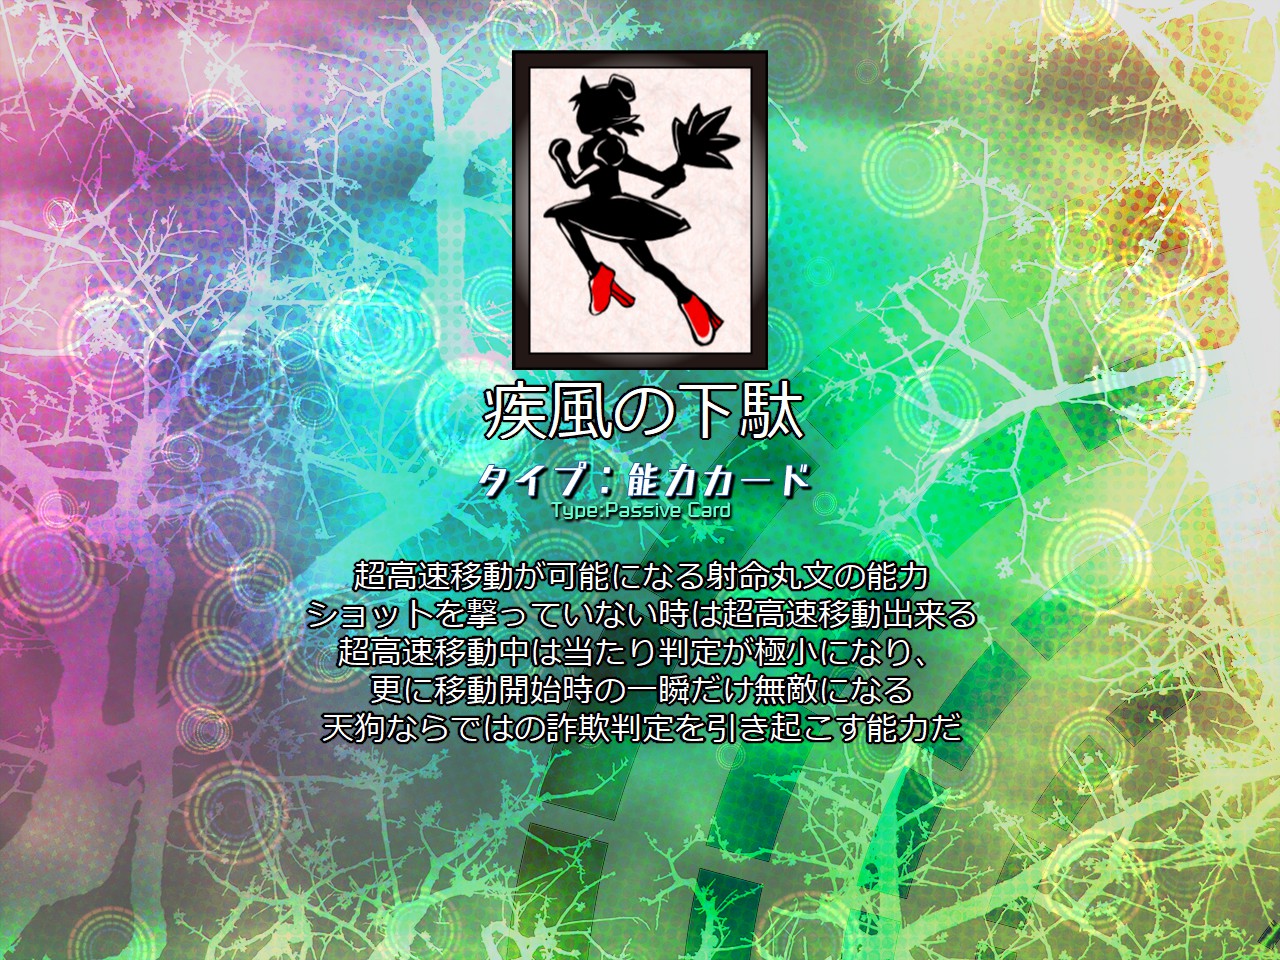 疾風の下駄
タイプ：能力カード
Type:Passive Card
超高速移動が可能になる射命丸文の能力
ショットを撃っていない時は超高速移動出来る
超高速移動中は当たり判定が極小になり、
更に移動開始時の一瞬だけ無敵になる
天狗ならではの詐欺判定を引き起こす能力だ